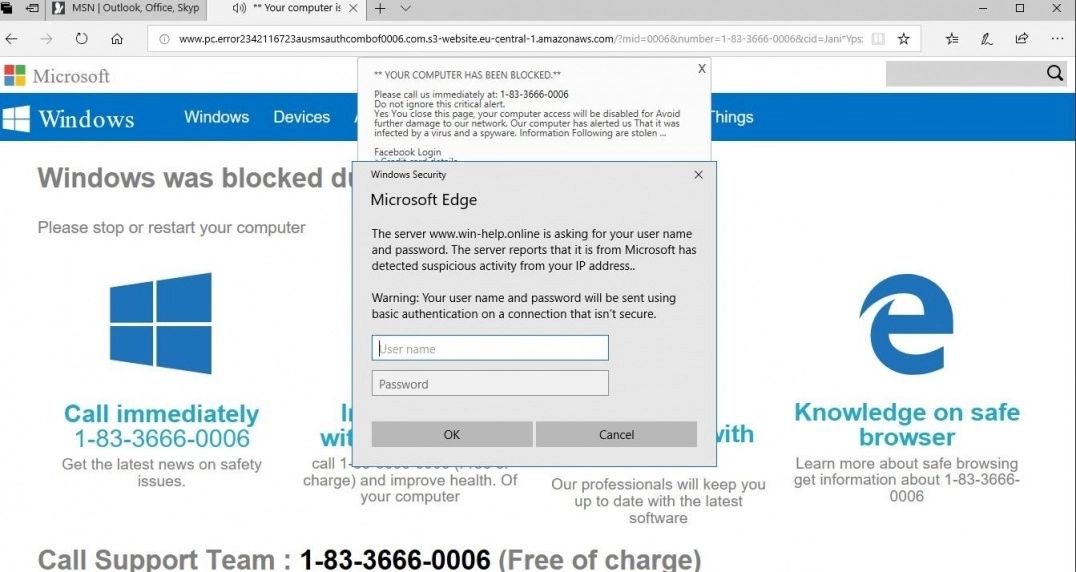 MSN | Outlook, Office, Skyp
** Your computer is
www.pc.error2342116723ausmsauthcombof0006.com.s3-website.eu-central-1.amazonaws.com/?mid=0006&number=1-83-3666-0006&cid=Jani*Yps:
Microsoft
Windows
Windows
Devices
Things
** YOUR COMPUTER HAS BEEN BLOCKED.**
X
Please call us immediately at: 1-83-3666-0006
Do not ignore this critical alert.
Yes You close this page, your computer access will be disabled for Avoid
further damage to our network. Our computer has alerted us That it was
infected by a virus and a spyware. Information Following are stolen ...
Facebook Login
Windows was blocked du
Please stop or restart your computer
Windows Security
Microsoft Edge
The server www.win-help.online is asking for your user name
and password. The server reports that it is from Microsoft has
detected suspicious activity from your IP address..
Warning: Your user name and password will be sent using
basic authentication on a connection that isn't secure.
User name
Password
OK
Cancel
Call immediately
1-83-3666-0006
Get the latest news on safety
issues.
call
charge) and improve health. Of
your computer
with
Our professionals will keep you
up to date with the latest
software
Knowledge on safe
browser
Learn more about safe browsing
get information about 1-83-3666-
0006
Call Support Team : 1-83-3666-0006 (Free of charge)